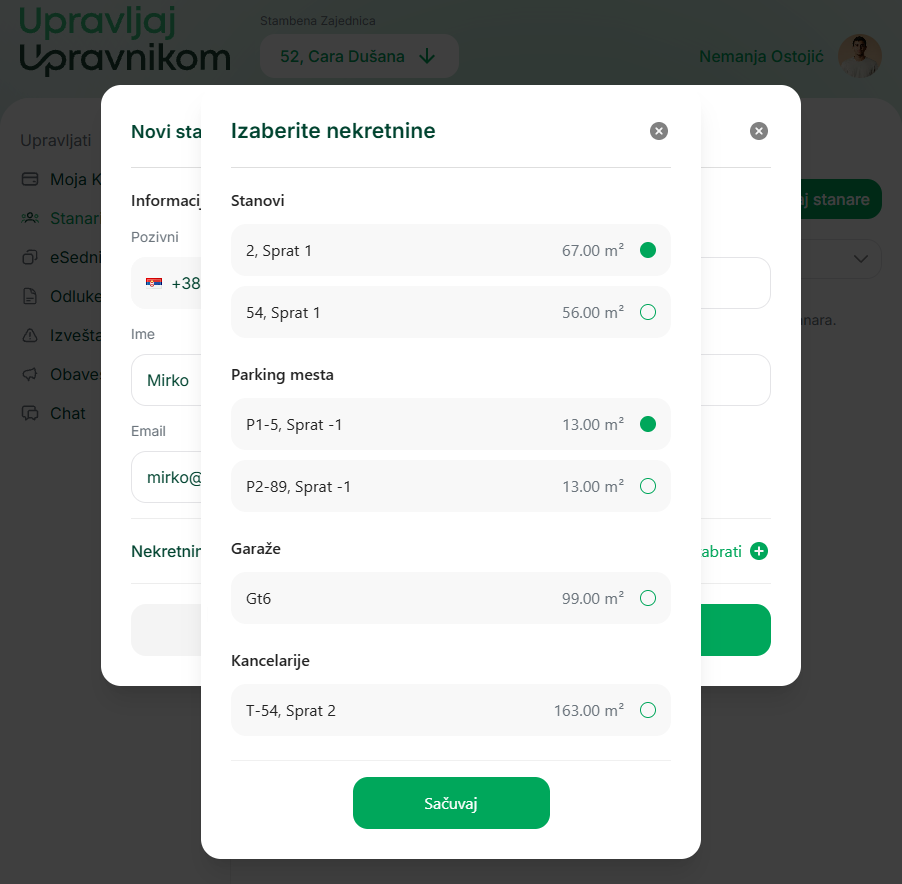 Upravljaj
Upravnikom
Stambena Zajednica
52, Cara Dušana
Nemanja Ostojić
Upravljati
Moja K
Stanar
eSedni
Odluke
Izvešta
Obaveš
Chat
j stanare
nara.
Novi sta
Informacij
Pozivni
+38
Ime
Mirko
Email
mirko@
Nekretnin
abrati
Izaberite nekretnine
Stanovi
2, Sprat 1 67.00 m²
54, Sprat 1 56.00 m²
Parking mesta
P1-5, Sprat -1 13.00 m²
P2-89, Sprat -1 13.00 m²
Garaže
Gt6 99.00 m²
Kancelarije
T-54, Sprat 2 163.00 m²
Sačuvaj